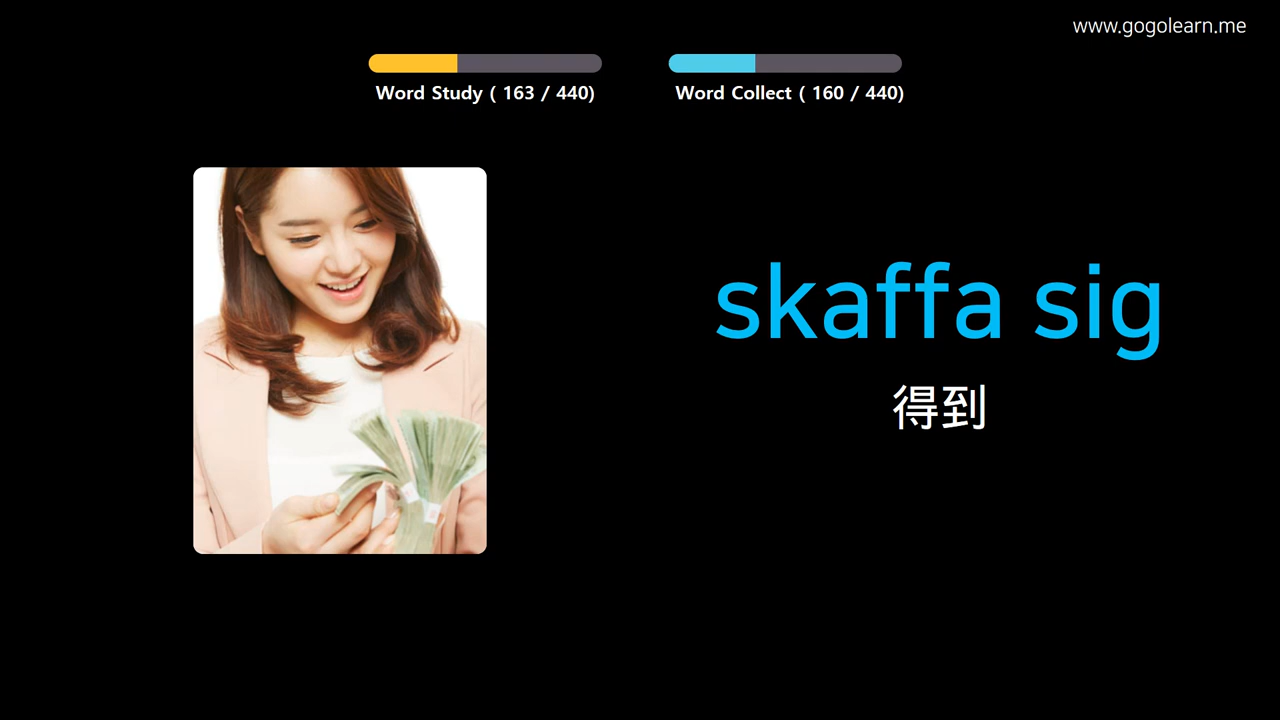 www.gogolearn.me
Word Study ( 163 / 440)
Word Collect ( 160 / 440)
skaffa sig
得到